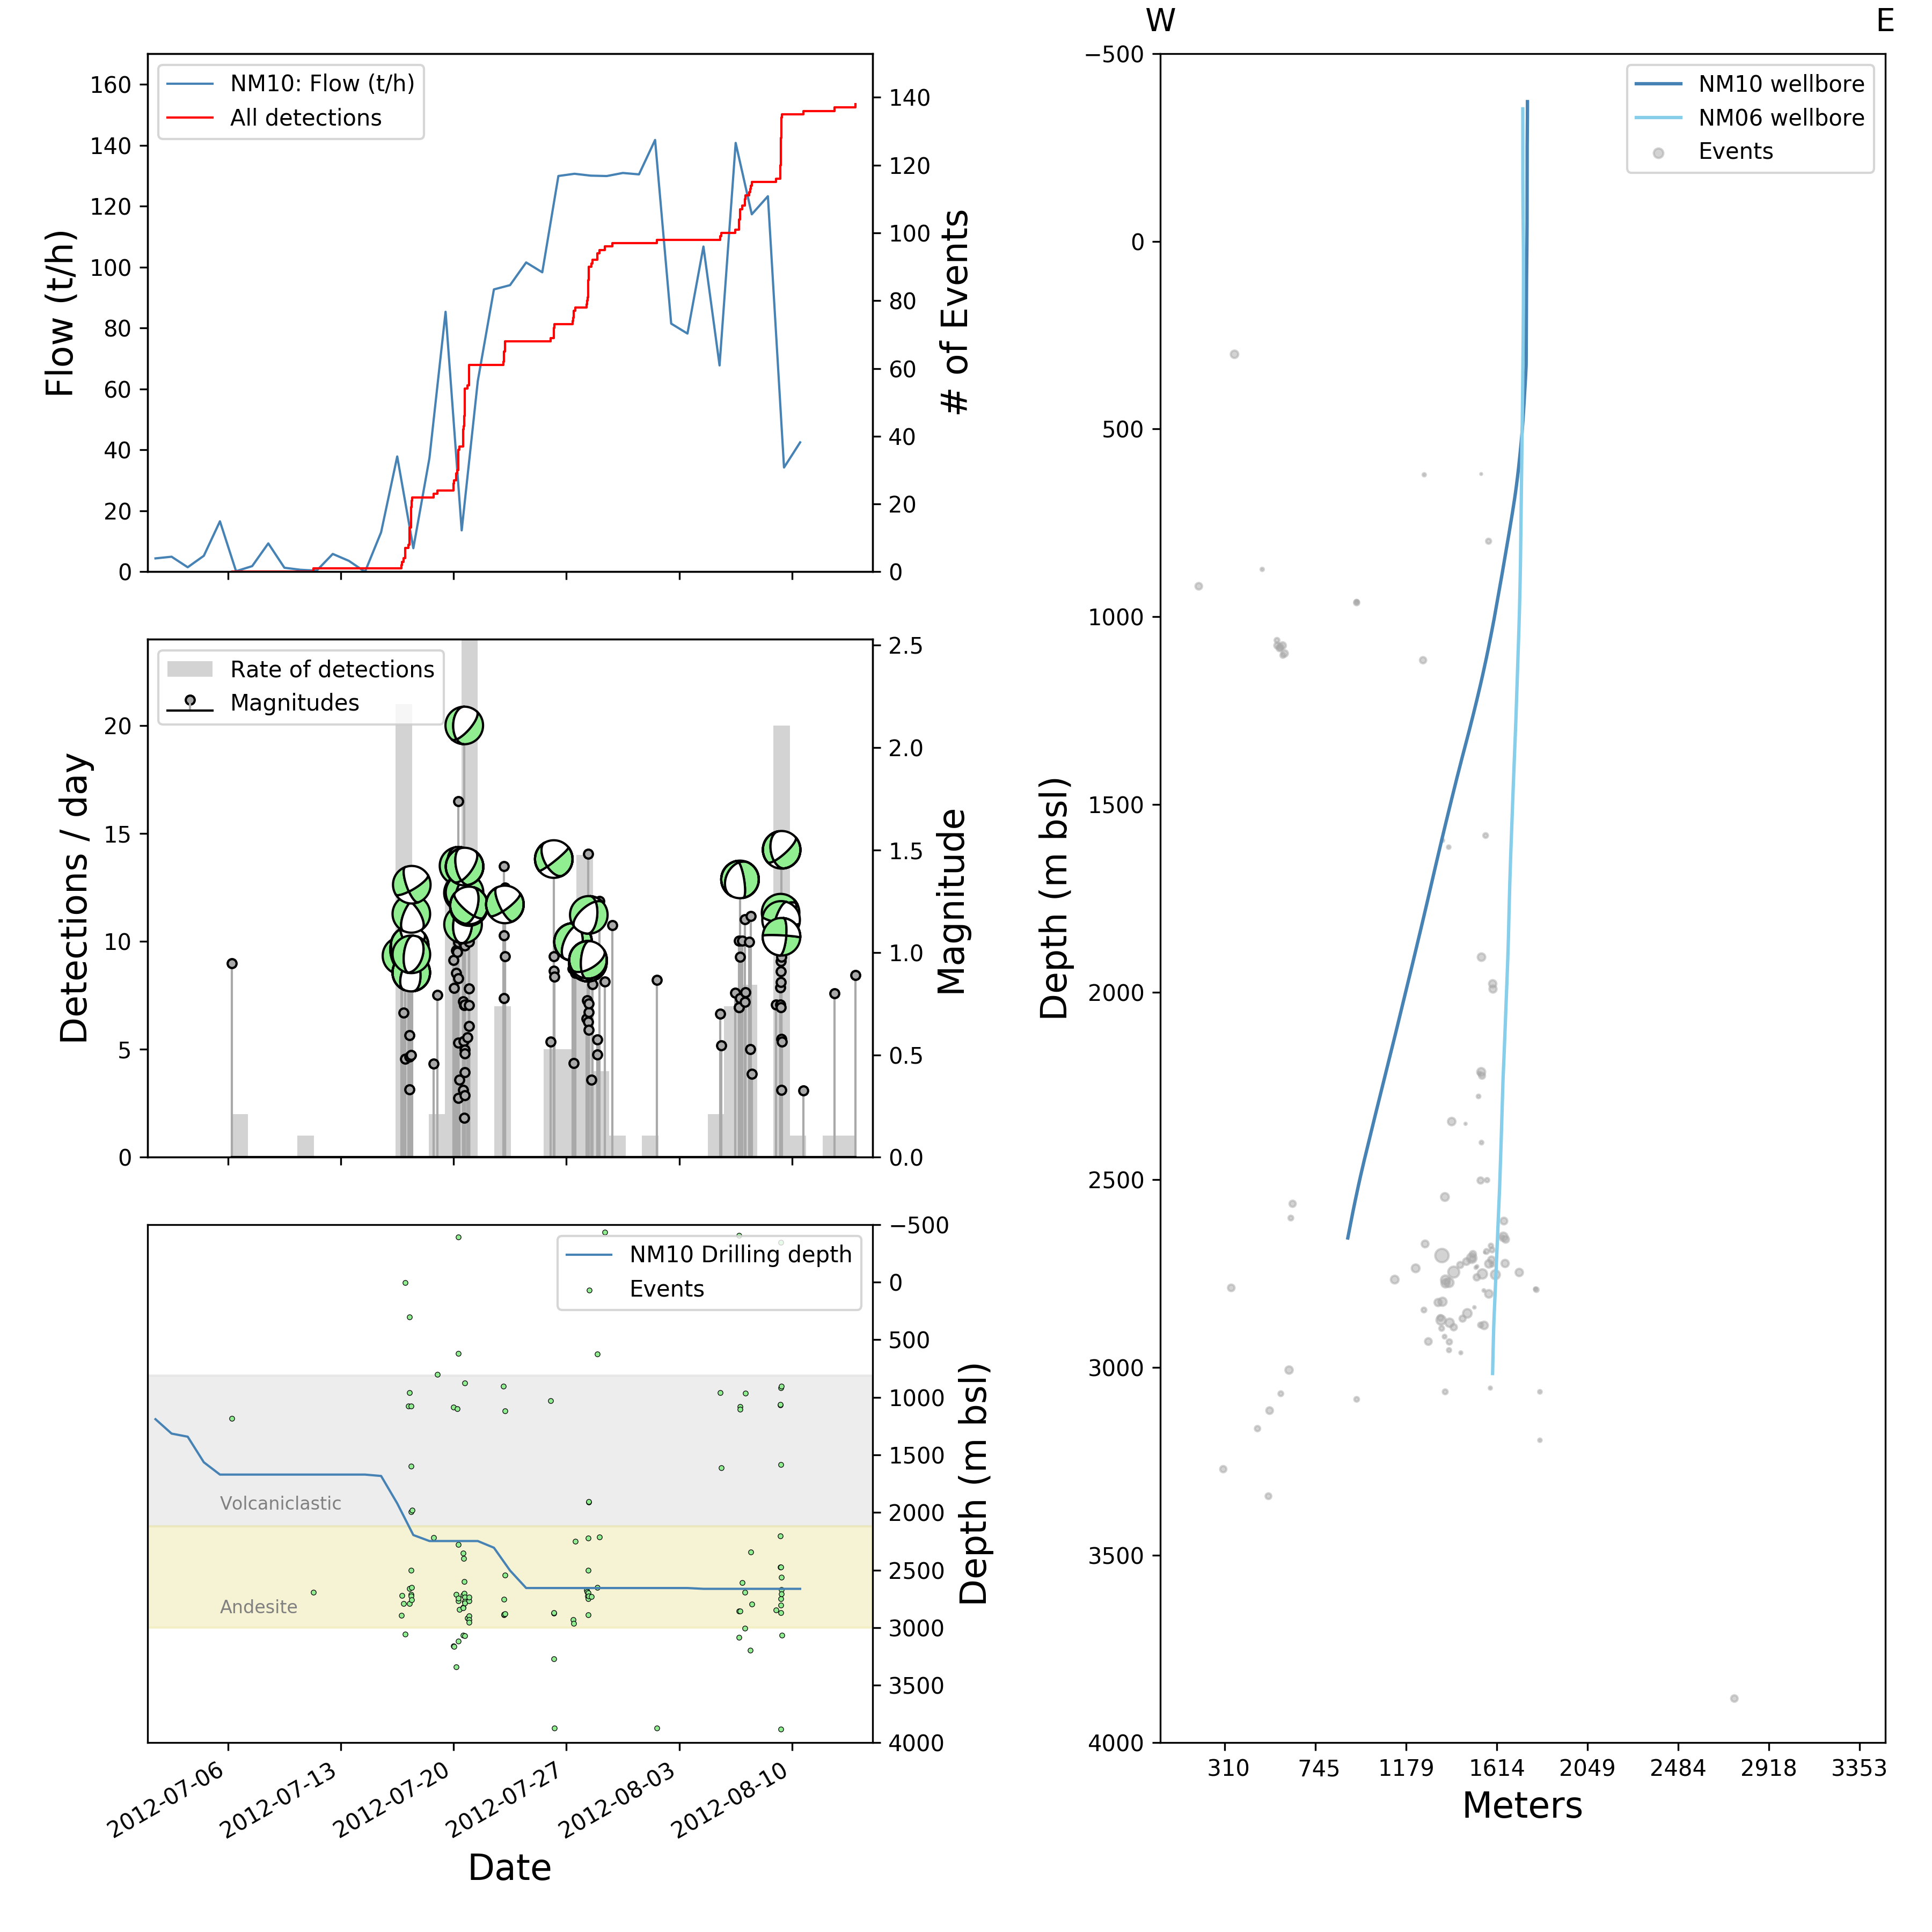 W
E
NM10: Flow (t/h)
All detections
160
140
120
100
80
60
40
20
0
Flow (t/h)
140
120
100
80
60
40
20
0
# of Events
Rate of detections
Magnitudes
20
15
10
5
0
Detections / day
2.5
2.0
1.5
1.0
0.5
0.0
Magnitude
NM10 Drilling depth
Events
Volcaniclastic
Andesite
−500
0
500
1000
1500
2000
2500
3000
3500
4000
Depth (m bsl)
2012-07-06
2012-07-13
2012-07-20
2012-07-27
2012-08-03
2012-08-10
Date
NM10 wellbore
NM06 wellbore
Events
−500
0
500
1000
1500
2000
2500
3000
3500
4000
Depth (m bsl)
310
745
1179
1614
2049
2484
2918
3353
Meters